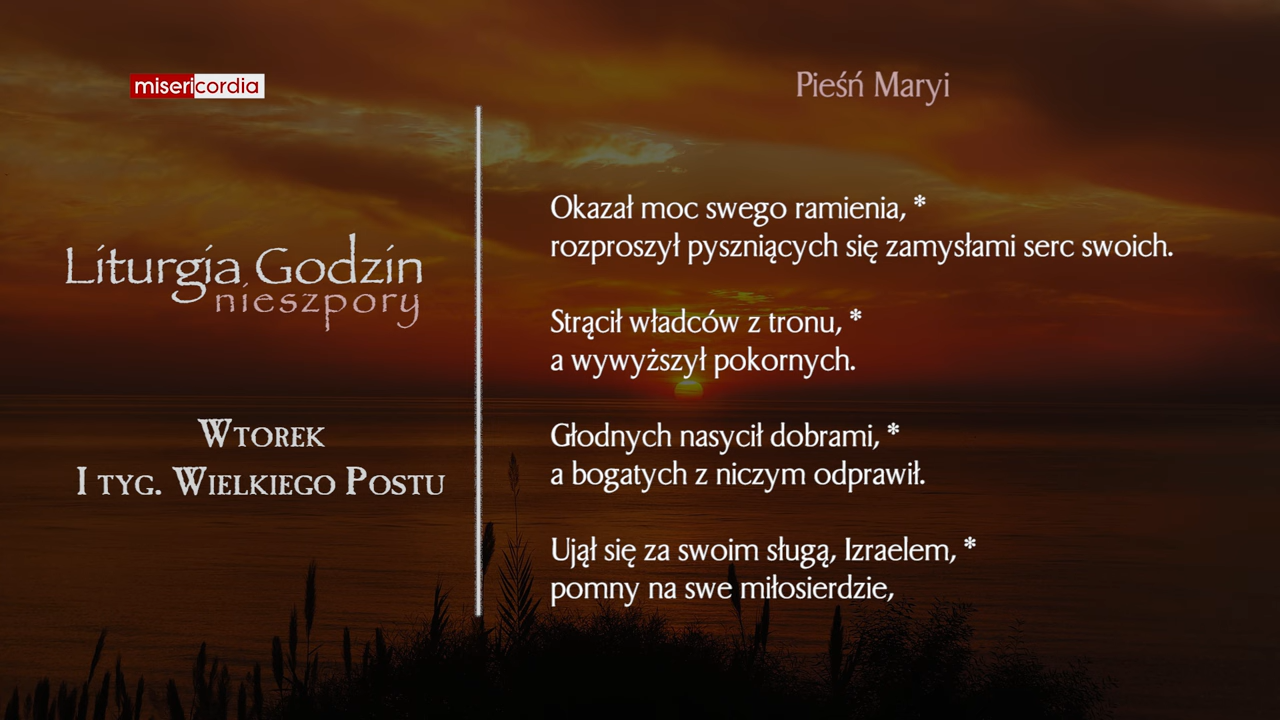 misericordia
Liturgia Godzin
nieszpory
Wtorek
I tyg. Wielkiego Postu
Pieśń Maryi
Okazał moc swego ramienia, *
rozproszył pyszniących się zamysłami serc swoich.
Strącił władców z tronu, *
a wywyższył pokornych.
Głodnych nasycił dobrami, *
a bogatych z niczym odprawił.
Ujął się za swoim sługą, Izraelem, *
pomny na swe miłosierdzie,